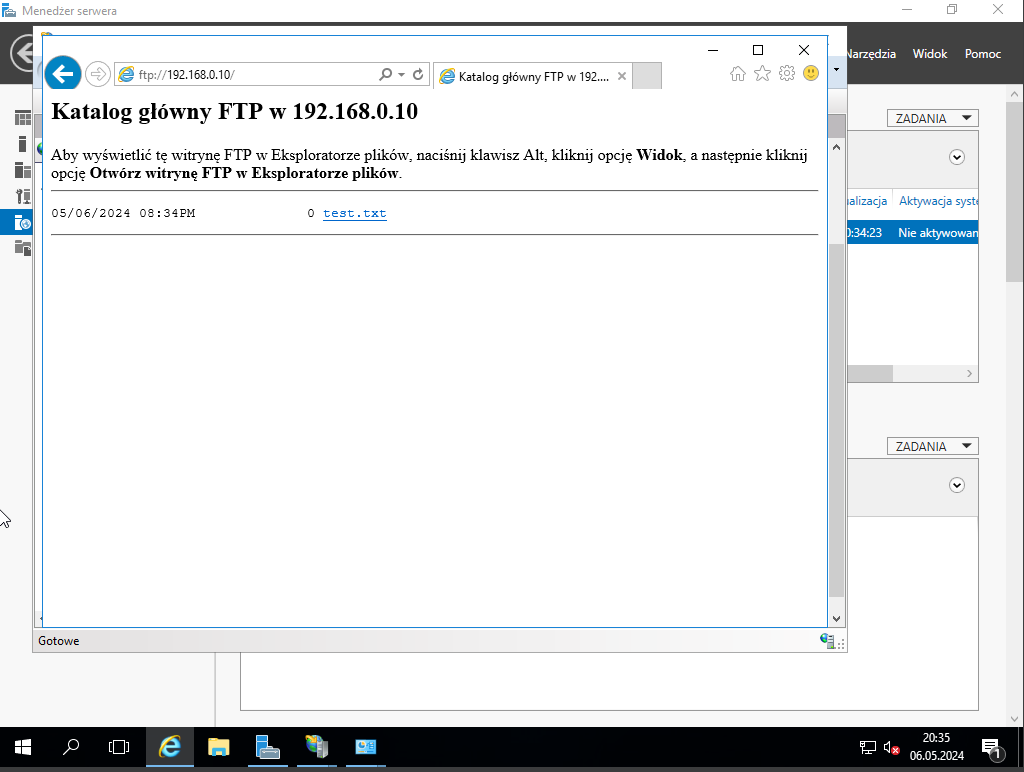 Menedżer serwera
Narzędzia Widok Pomoc
ftp://192.168.0.10/
Katalog główny FTP w 192....
Katalog główny FTP w 192.168.0.10
Aby wyświetlić tę witrynę FTP w Eksploratorze plików, naciśnij klawisz Alt, kliknij opcję Widok, a następnie kliknij
opcję Otwórz witrynę FTP w Eksploratorze plików.
05/06/2024 08:34PM 0 test.txt
ZADANIA
ualizacja Aktywacja syste
0:34:23 Nie aktywowan
ZADANIA
Gotowe
20:35
06.05.2024
1